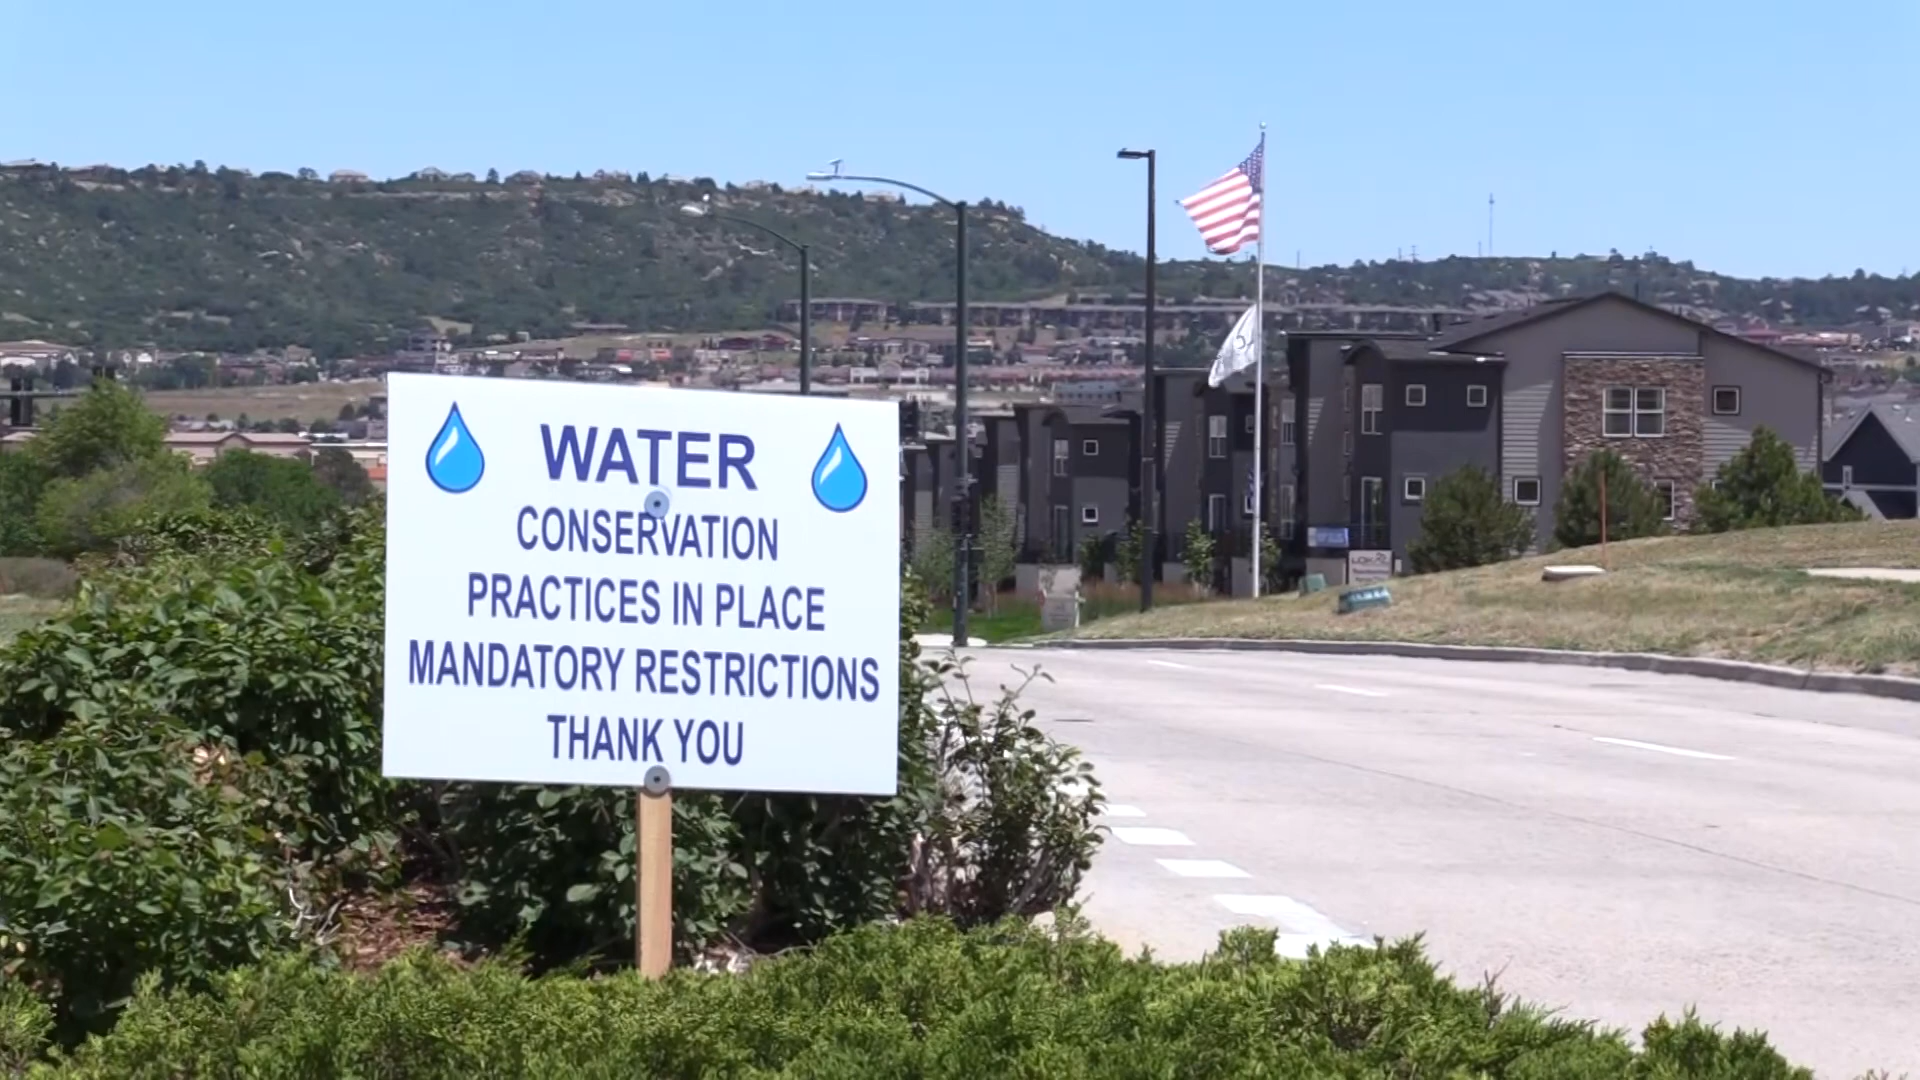 WATER
CONSERVATION
PRACTICES IN PLACE
MANDATORY RESTRICTIONS
THANK YOU